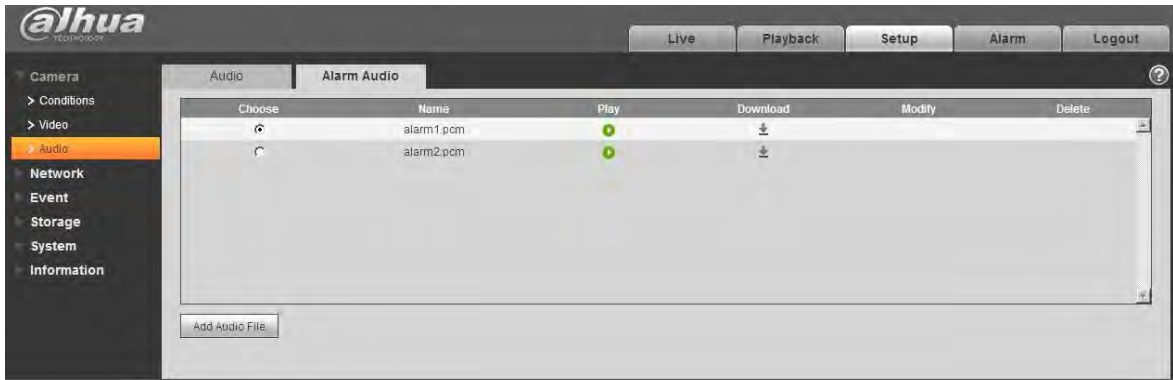 alhua
TECHNOLOGY
Live Playback Setup Alarm Logout
Camera
> Conditions
> Video
> Audio
Network
Event
Storage
System
Information
Audio Alarm Audio
Choose Name Play Download Modify Delete
alarm1.pcm
alarm2.pcm
Add Audio File